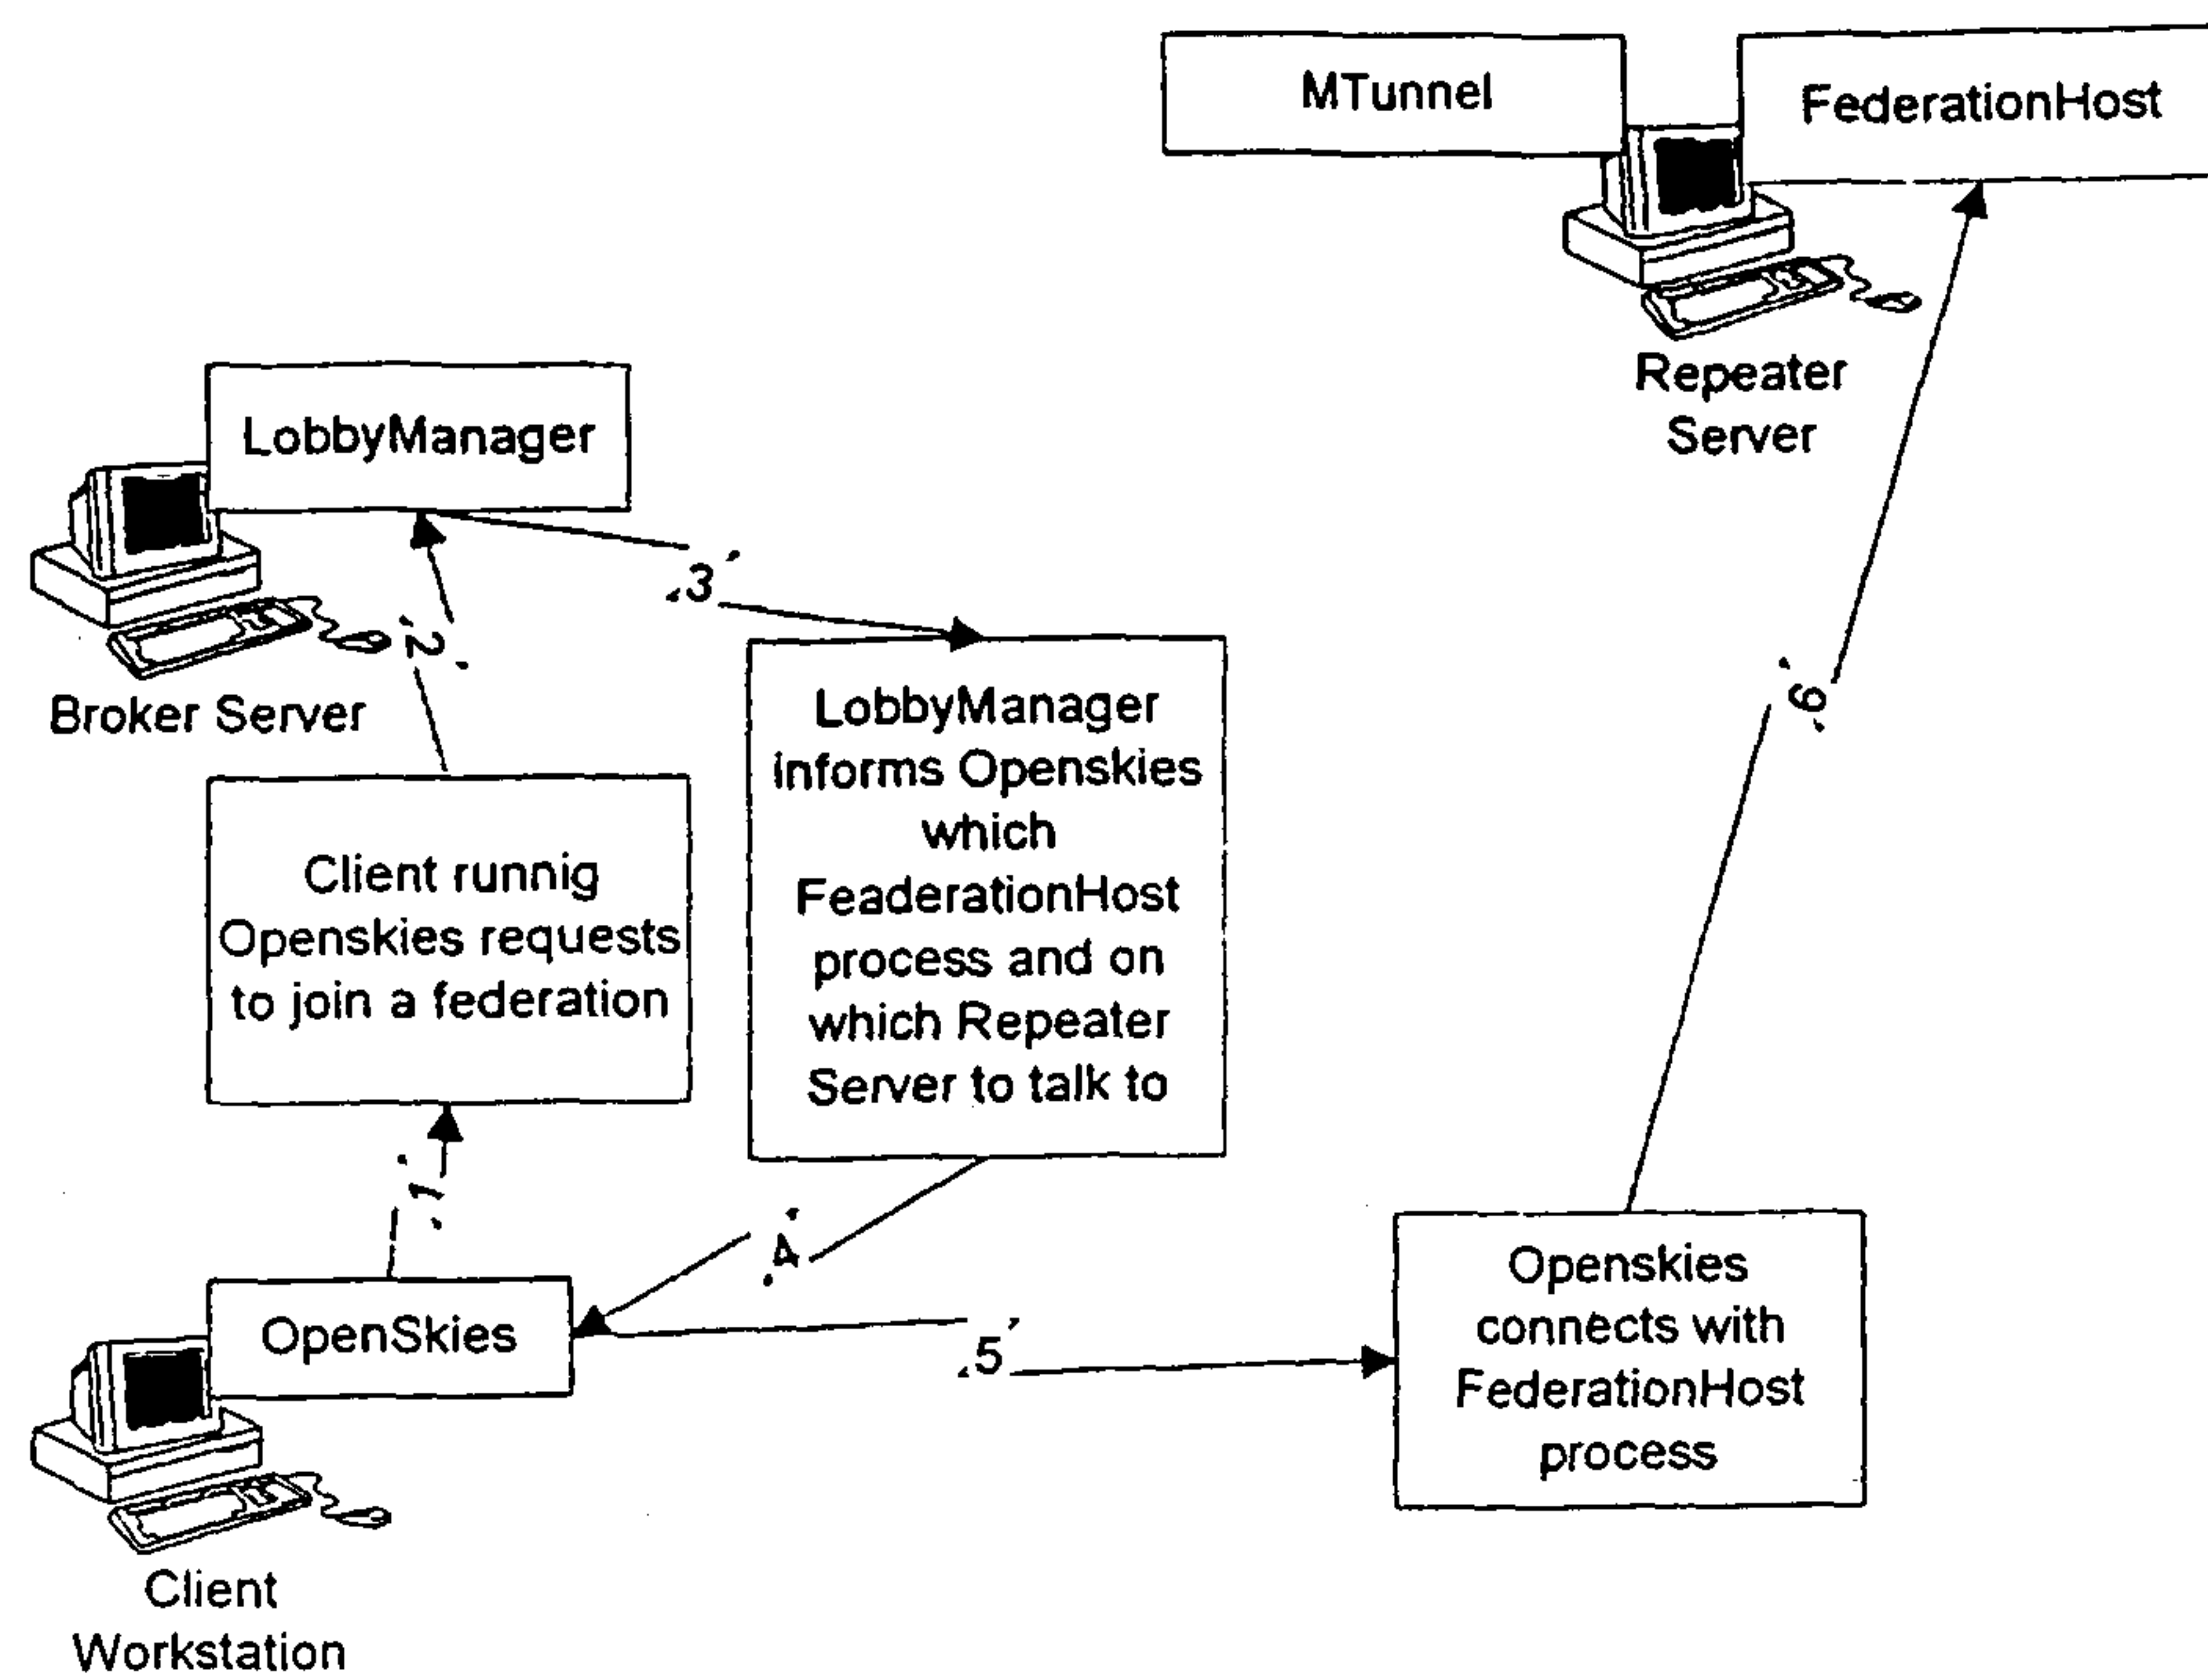 MTunnel
FederationHost
Repeater
Server
LobbyManager
Broker Server
.2'
.3'
LobbyManager
informs Openskies
which
FeaderationHost
process and on
which Repeater
Server to talk to
Client runnig
Openskies requests
to join a federation
.1'
.4'
.5'
.6'
OpenSkies
Client
Workstation
Openskies
connects with
FederationHost
process